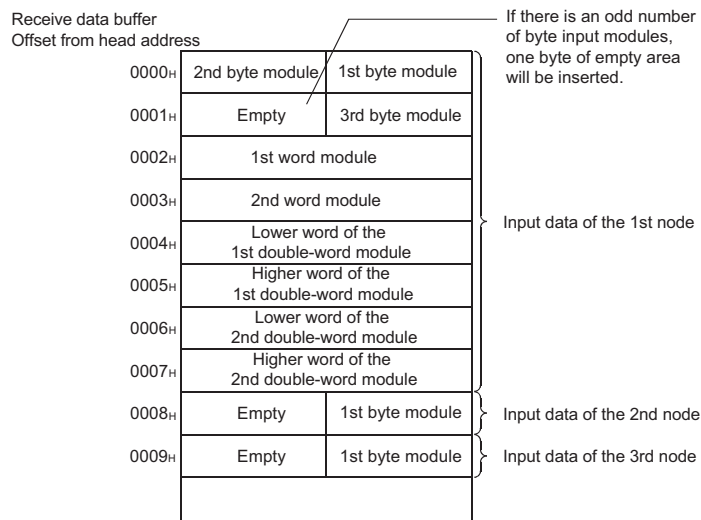 Receive data buffer
Offset from head address
If there is an odd number
of byte input modules,
one byte of empty area
will be inserted.
0000H 2nd byte module 1st byte module
0001H Empty 3rd byte module
0002H 1st word module
0003H 2nd word module
Input data of the 1st node
0004H Lower word of the
1st double-word module
0005H Higher word of the
1st double-word module
0006H Lower word of the
2nd double-word module
0007H Higher word of the
2nd double-word module
0008H Empty 1st byte module Input data of the 2nd node
0009H Empty 1st byte module Input data of the 3rd node